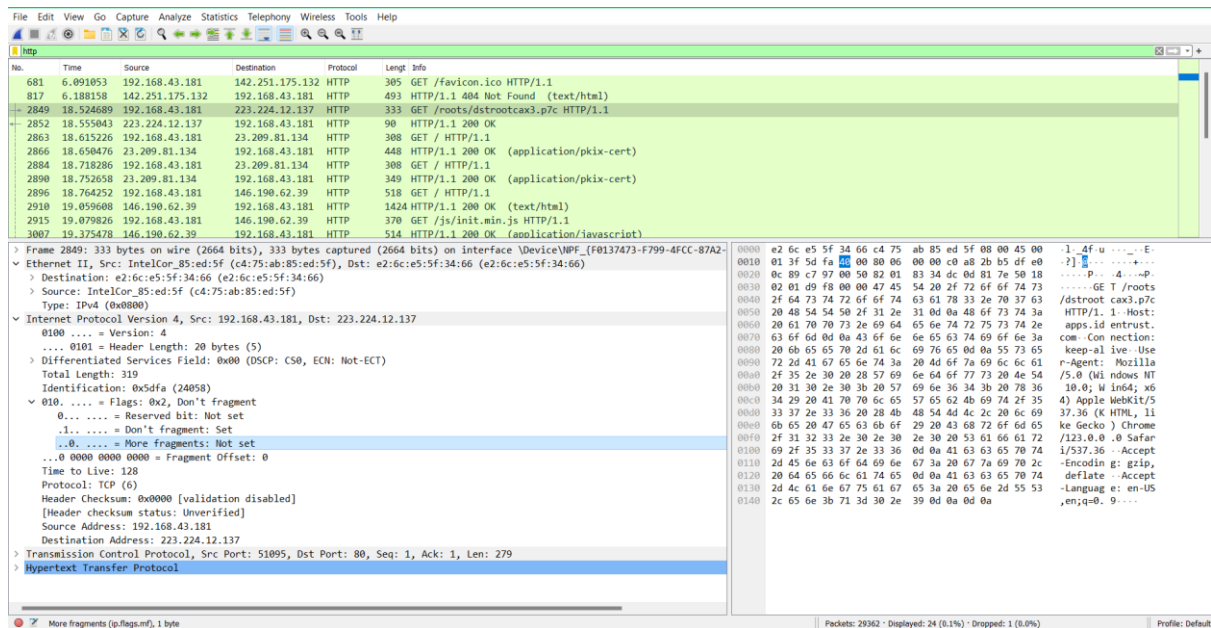 File Edit View Go Capture Analyze Statistics Telephony Wireless Tools Help
http
No. Time Source Destination Protocol Lengt Info
681 6.091053 192.168.43.181 142.251.175.132 HTTP 305 GET /favicon.ico HTTP/1.1
817 6.188158 142.251.175.132 192.168.43.181 HTTP 493 HTTP/1.1 404 Not Found (text/html)
2849 18.524689 192.168.43.181 223.224.12.137 HTTP 333 GET /roots/dstrootcax3.p7c HTTP/1.1
2852 18.555043 223.224.12.137 192.168.43.181 HTTP 90 HTTP/1.1 200 OK
2863 18.615226 192.168.43.181 23.209.81.134 HTTP 308 GET / HTTP/1.1
2866 18.650476 23.209.81.134 192.168.43.181 HTTP 448 HTTP/1.1 200 OK (application/pkix-cert)
2884 18.718286 192.168.43.181 23.209.81.134 HTTP 308 GET / HTTP/1.1
2890 18.752658 23.209.81.134 192.168.43.181 HTTP 349 HTTP/1.1 200 OK (application/pkix-cert)
2896 18.764252 192.168.43.181 146.190.62.39 HTTP 518 GET / HTTP/1.1
2910 19.059608 146.190.62.39 192.168.43.181 HTTP 1424 HTTP/1.1 200 OK (text/html)
2915 19.079826 192.168.43.181 146.190.62.39 HTTP 370 GET /js/init.min.js HTTP/1.1
3007 19.375478 146.190.62.39 192.168.43.181 HTTP 514 HTTP/1.1 200 OK (application/javascript)
Frame 2849: 333 bytes on wire (2664 bits), 333 bytes captured (2664 bits) on interface \Device\NPF_{F0137473-F799-4FCC-87A2-
Ethernet II, Src: IntelCor_85:ed:5f (c4:75:ab:85:ed:5f), Dst: e2:6c:e5:5f:34:66 (e2:6c:e5:5f:34:66)
Destination: e2:6c:e5:5f:34:66 (e2:6c:e5:5f:34:66)
Source: IntelCor_85:ed:5f (c4:75:ab:85:ed:5f)
Type: IPv4 (0x0800)
Internet Protocol Version 4, Src: 192.168.43.181, Dst: 223.224.12.137
0100 .... = Version: 4
.... 0101 = Header Length: 20 bytes (5)
Differentiated Services Field: 0x00 (DSCP: CS0, ECN: Not-ECT)
Total Length: 319
Identification: 0x5dfa (24058)
010. .... = Flags: 0x2, Don't fragment
0... .... = Reserved bit: Not set
.1.. .... = Don't fragment: Set
..0. .... = More fragments: Not set
...0 0000 0000 0000 = Fragment Offset: 0
Time to Live: 128
Protocol: TCP (6)
Header Checksum: 0x0000 [validation disabled]
[Header checksum status: Unverified]
Source Address: 192.168.43.181
Destination Address: 223.224.12.137
Transmission Control Protocol, Src Port: 51095, Dst Port: 80, Seq: 1, Ack: 1, Len: 279
Hypertext Transfer Protocol
0000 e2 6c e5 5f 34 66 c4 75 ab 85 ed 5f 08 00 45 00 ·l·_4f·u ···_··E·
0010 01 3f 5d fa 40 00 80 06 00 00 c0 a8 2b b5 df e0 ·?]·@··· ····+···
0020 0c 89 c7 97 00 50 82 01 83 34 dc 0d 81 7e 50 18 ·····P·· ·4···~P·
0030 02 01 d9 f8 00 00 47 45 54 20 2f 72 6f 6f 74 73 ······GE T /roots
0040 2f 64 73 74 72 6f 6f 74 63 61 78 33 2e 70 37 63 /dstroot cax3.p7c
0050 20 48 54 54 50 2f 31 2e 31 0d 0a 48 6f 73 74 3a HTTP/1. 1··Host:
0060 20 61 70 70 73 2e 69 64 65 6e 74 72 75 73 74 2e apps.id entrust.
0070 63 6f 6d 0d 0a 43 6f 6e 6e 65 63 74 69 6f 6e 3a com··Con nection:
0080 20 6b 65 65 70 2d 61 6c 69 76 65 0d 0a 55 73 65 keep-al ive··Use
0090 72 2d 41 67 65 6e 74 3a 20 4d 6f 7a 69 6c 6c 61 r-Agent: Mozilla
00a0 2f 35 2e 30 20 28 57 69 6e 64 6f 77 73 20 4e 54 /5.0 (Wi ndows NT
00b0 20 31 30 2e 30 3b 20 57 69 6e 36 34 3b 20 78 36 10.0; W in64; x6
00c0 34 29 20 41 70 70 6c 65 57 65 62 4b 69 74 2f 35 4) Apple WebKit/5
00d0 33 37 2e 33 36 20 28 4b 48 54 4d 4c 2c 20 6c 69 37.36 (K HTML, li
00e0 6b 65 20 47 65 63 6b 6f 29 20 43 68 72 6f 6d 65 ke Gecko ) Chrome
00f0 2f 31 32 33 2e 30 2e 30 2e 30 20 53 61 66 61 72 /123.0.0 .0 Safar
0100 69 2f 35 33 37 2e 33 36 0d 0a 41 63 63 65 70 74 i/537.36 ··Accept
0110 2d 45 6e 63 6f 64 69 6e 67 3a 20 67 7a 69 70 2c -Encodin g: gzip,
0120 20 64 65 66 6c 61 74 65 0d 0a 41 63 63 65 70 74 deflate ··Accept
0130 2d 4c 61 6e 67 75 61 67 65 3a 20 65 6e 2d 55 53 -Languag e: en-US
0140 2c 65 6e 3b 71 3d 30 2e 39 0d 0a 0d 0a ,en;q=0. 9····
More fragments (ip.flags.mf), 1 byte
Packets: 29362 · Displayed: 24 (0.1%) · Dropped: 1 (0.0%)
Profile: Default